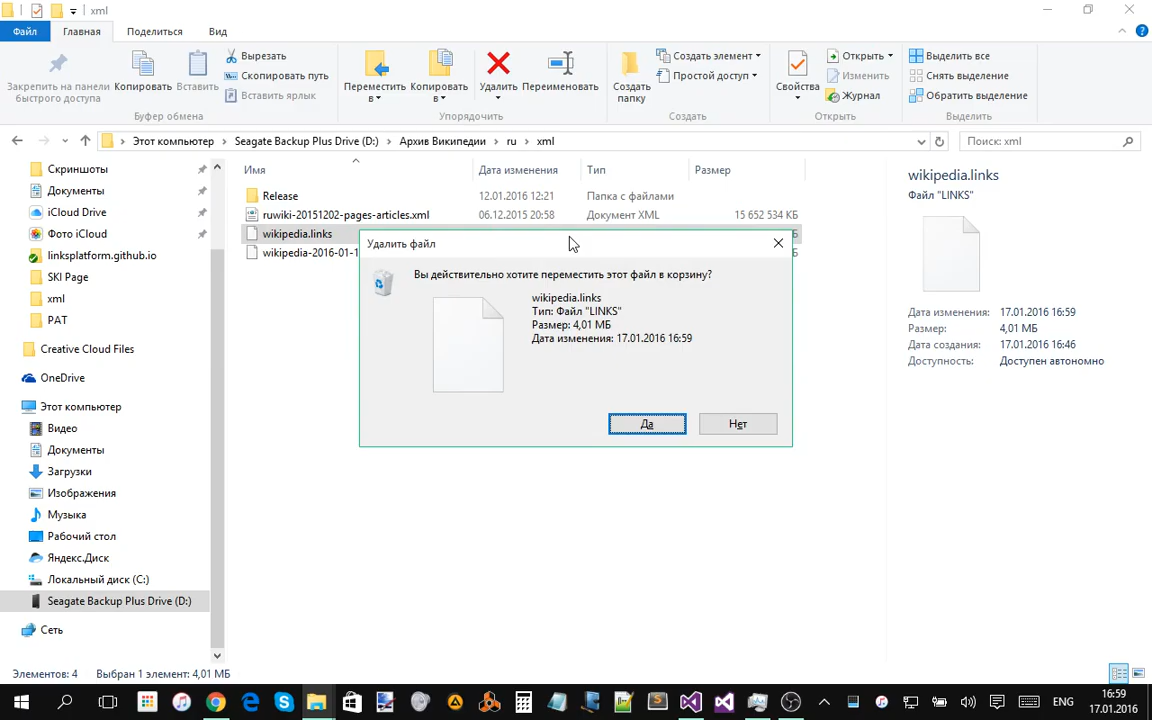 xml
Файл Главная Поделиться Вид
Закрепить на панели быстрого доступа
Копировать
Вставить
Вырезать
Скопировать путь
Вставить ярлык
Буфер обмена
Переместить в
Копировать в
Удалить
Переименовать
Упорядочить
Создать папку
Создать элемент
Простой доступ
Создать
Свойства
Открыть
Изменить
Журнал
Открыть
Выделить все
Снять выделение
Обратить выделение
Выделить
Этот компьютер > Seagate Backup Plus Drive (D:) > Архив Википедии > ru > xml
Поиск: xml
Скриншоты
Документы
iCloud Drive
Фото iCloud
linksplatform.github.io
SKI Page
xml
PAT
Creative Cloud Files
OneDrive
Этот компьютер
Видео
Документы
Загрузки
Изображения
Музыка
Рабочий стол
Яндекс.Диск
Локальный диск (C:)
Seagate Backup Plus Drive (D:)
Сеть
Имя Дата изменения Тип Размер
Release 12.01.2016 12:21 Папка с файлами
ruwiki-20151202-pages-articles.xml 06.12.2015 20:58 Документ XML 15 652 534 КБ
wikipedia.links
wikipedia-2016-01-1
Удалить файл
Вы действительно хотите переместить этот файл в корзину?
wikipedia.links
Тип: Файл "LINKS"
Размер: 4,01 МБ
Дата изменения: 17.01.2016 16:59
Да Нет
wikipedia.links
Файл "LINKS"
Дата изменения: 17.01.2016 16:59
Размер: 4,01 МБ
Дата создания: 17.01.2016 16:46
Доступность: Доступен автономно
Элементов: 4 Выбран 1 элемент: 4,01 МБ
ENG
16:59
17.01.2016